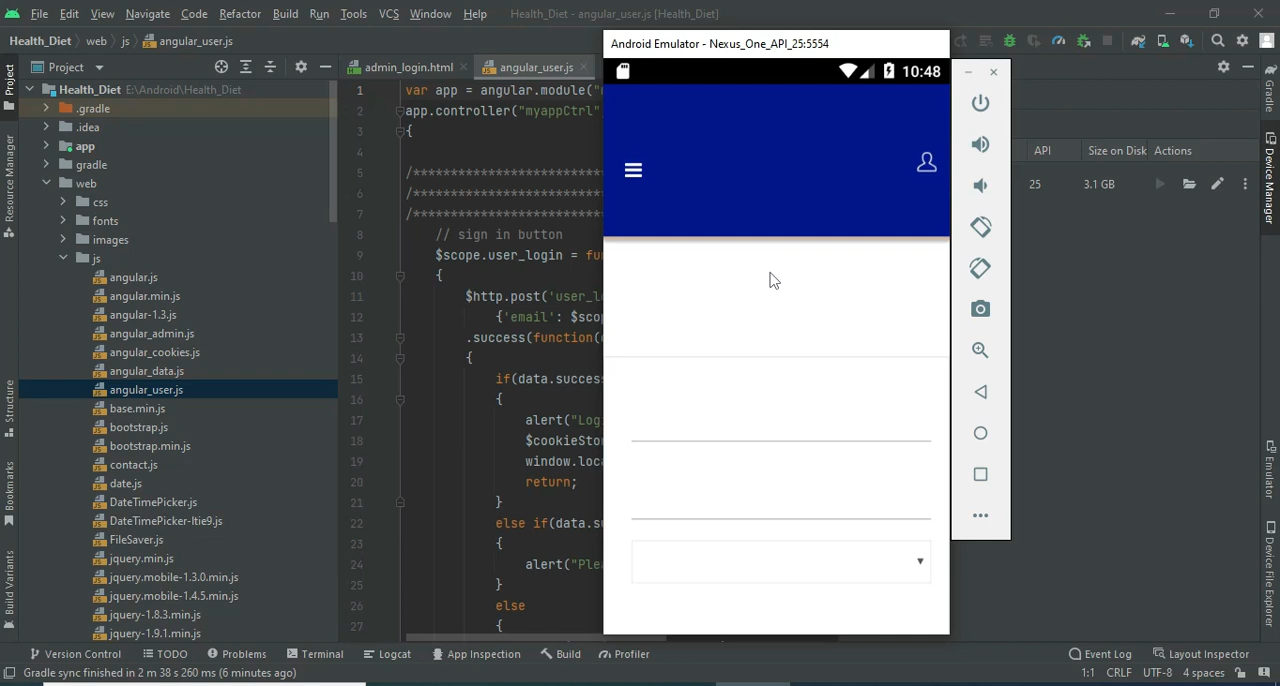 File Edit View Navigate Code Refactor Build Run Tools VCS Window Help Health_Diet - angular_user.js [Health_Diet]
Health_Diet web js angular_user.js
Android Emulator - Nexus_One_API_25:5554
Project
admin_login.html
angular_user.js
10:48
Health_Diet E:\Android\Health_Diet
.gradle
.idea
app
gradle
web
css
fonts
images
js
angular.js
angular.min.js
angular-1.3.js
angular_admin.js
angular_cookies.js
angular_data.js
angular_user.js
base.min.js
bootstrap.js
bootstrap.min.js
contact.js
date.js
DateTimePicker.js
DateTimePicker-ltie9.js
FileSaver.js
jquery.min.js
jquery.mobile-1.3.0.min.js
jquery.mobile-1.4.5.min.js
jquery-1.8.3.min.js
jquery-1.9.1.min.js
1 var app = angular.module("
2 app.controller("myappCtrl"
3 {
4
5 /*************************
6 /*************************
7 /*************************
8 // sign in button
9 $scope.user_login =
10 {
11 $http.post('user_l
12 {'email': $sco
13 .success(function(
14 {
15 if(data.succes
16 {
17 alert("Log
18 $cookieSto
19 window.loc
20 return;
21 }
22 else if(data.s
23 {
24 alert("Ple
25 }
26 else
27 {
API Size on Disk Actions
25 3.1 GB
Project
Resource Manager
Structure
Bookmarks
Build Variants
Gradle
Device Manager
Emulator
Device File Explorer
Version Control TODO Problems Terminal Logcat App Inspection Build Profiler Event Log Layout Inspector
Gradle sync finished in 2 m 38 s 260 ms (6 minutes ago) 1:1 CRLF UTF-8 4 spaces